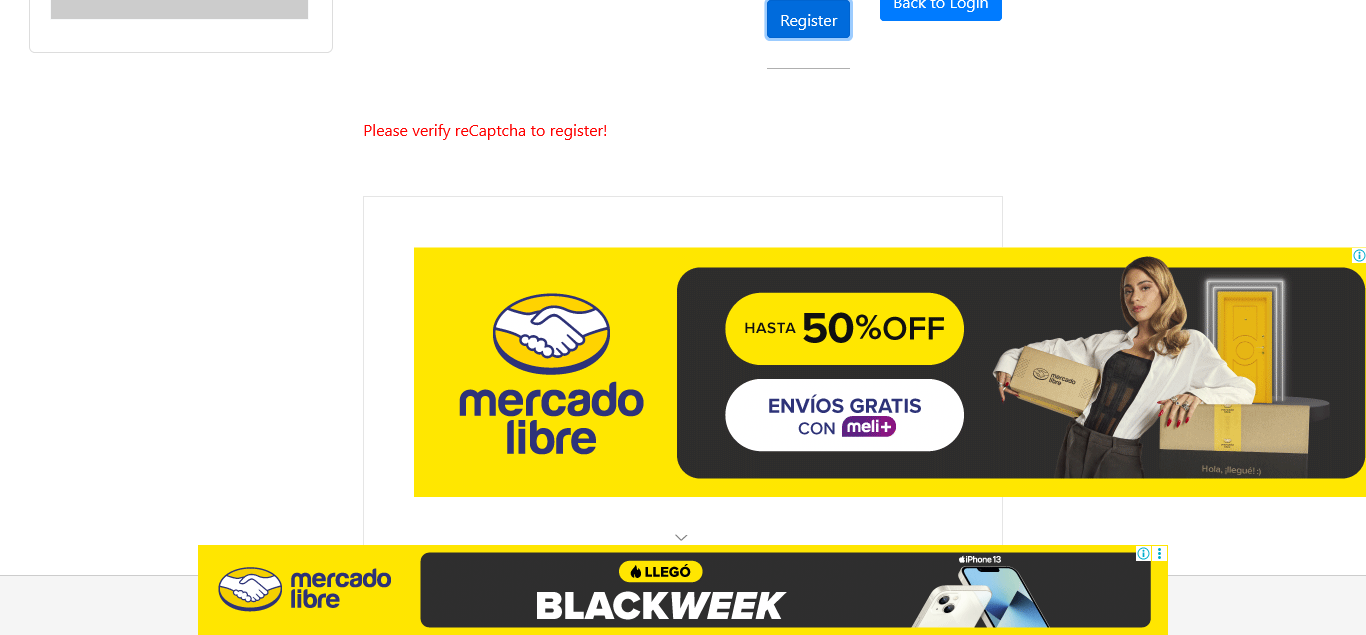 Back to Login
Register
Please verify reCaptcha to register!
mercado
libre
HASTA 50%OFF
ENVÍOS GRATIS
CON meli+
mercado
libre
Hola, ¡llegué! :)
mercado
libre
LLEGÓ
BLACKWEEK
iPhone 13